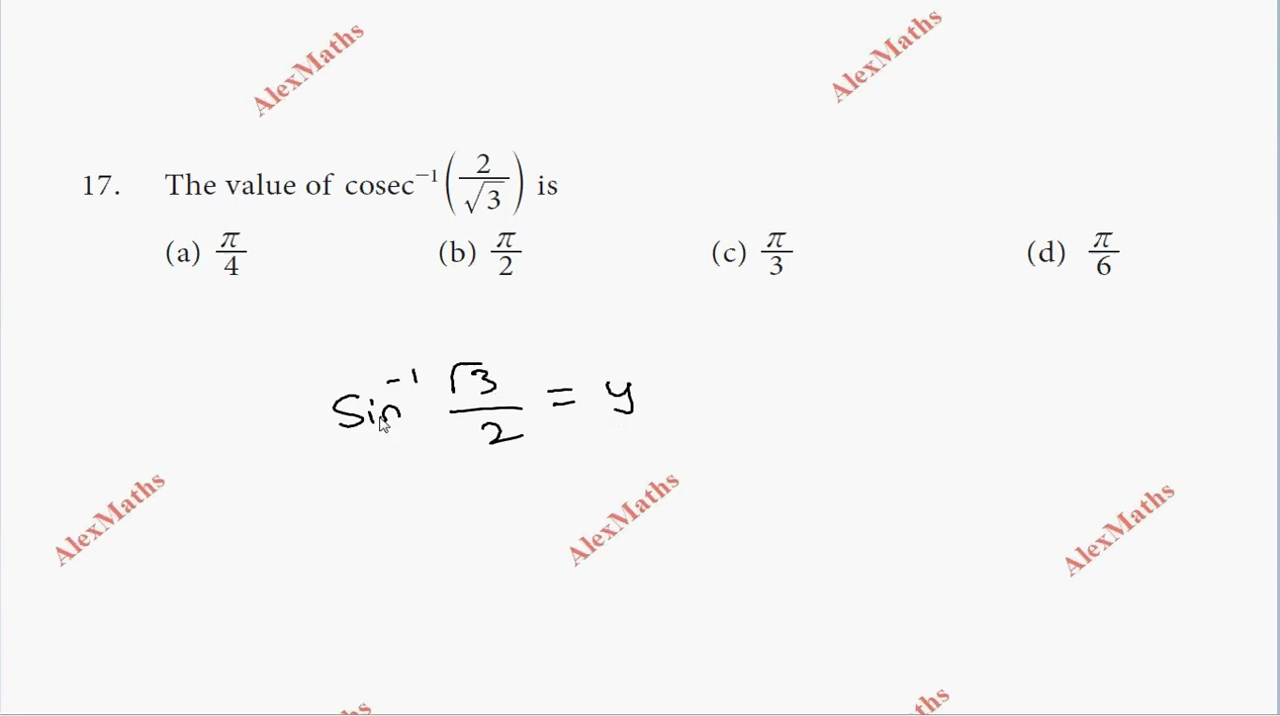 AlexMaths AlexMaths
17. The value of cosec⁻¹(2/√3) is
(a) π/4 (b) π/2 (c) π/3 (d) π/6
Sin⁻¹ √3/2 = y
AlexMaths AlexMaths AlexMaths